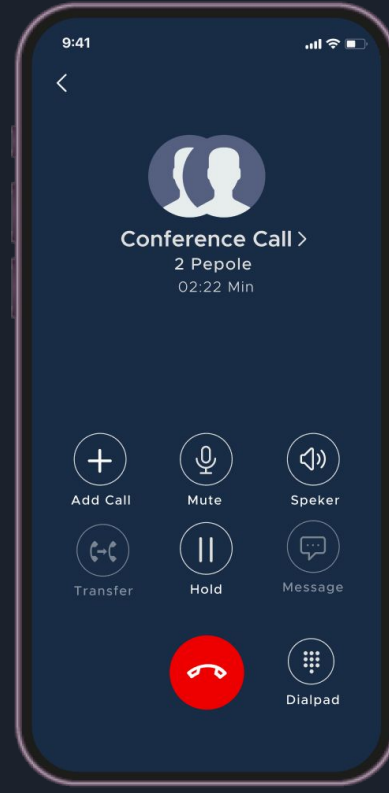 9:41
Conference Call >
2 Pepole
02:22 Min
Add Call Mute Speker
Transfer Hold Message
Dialpad